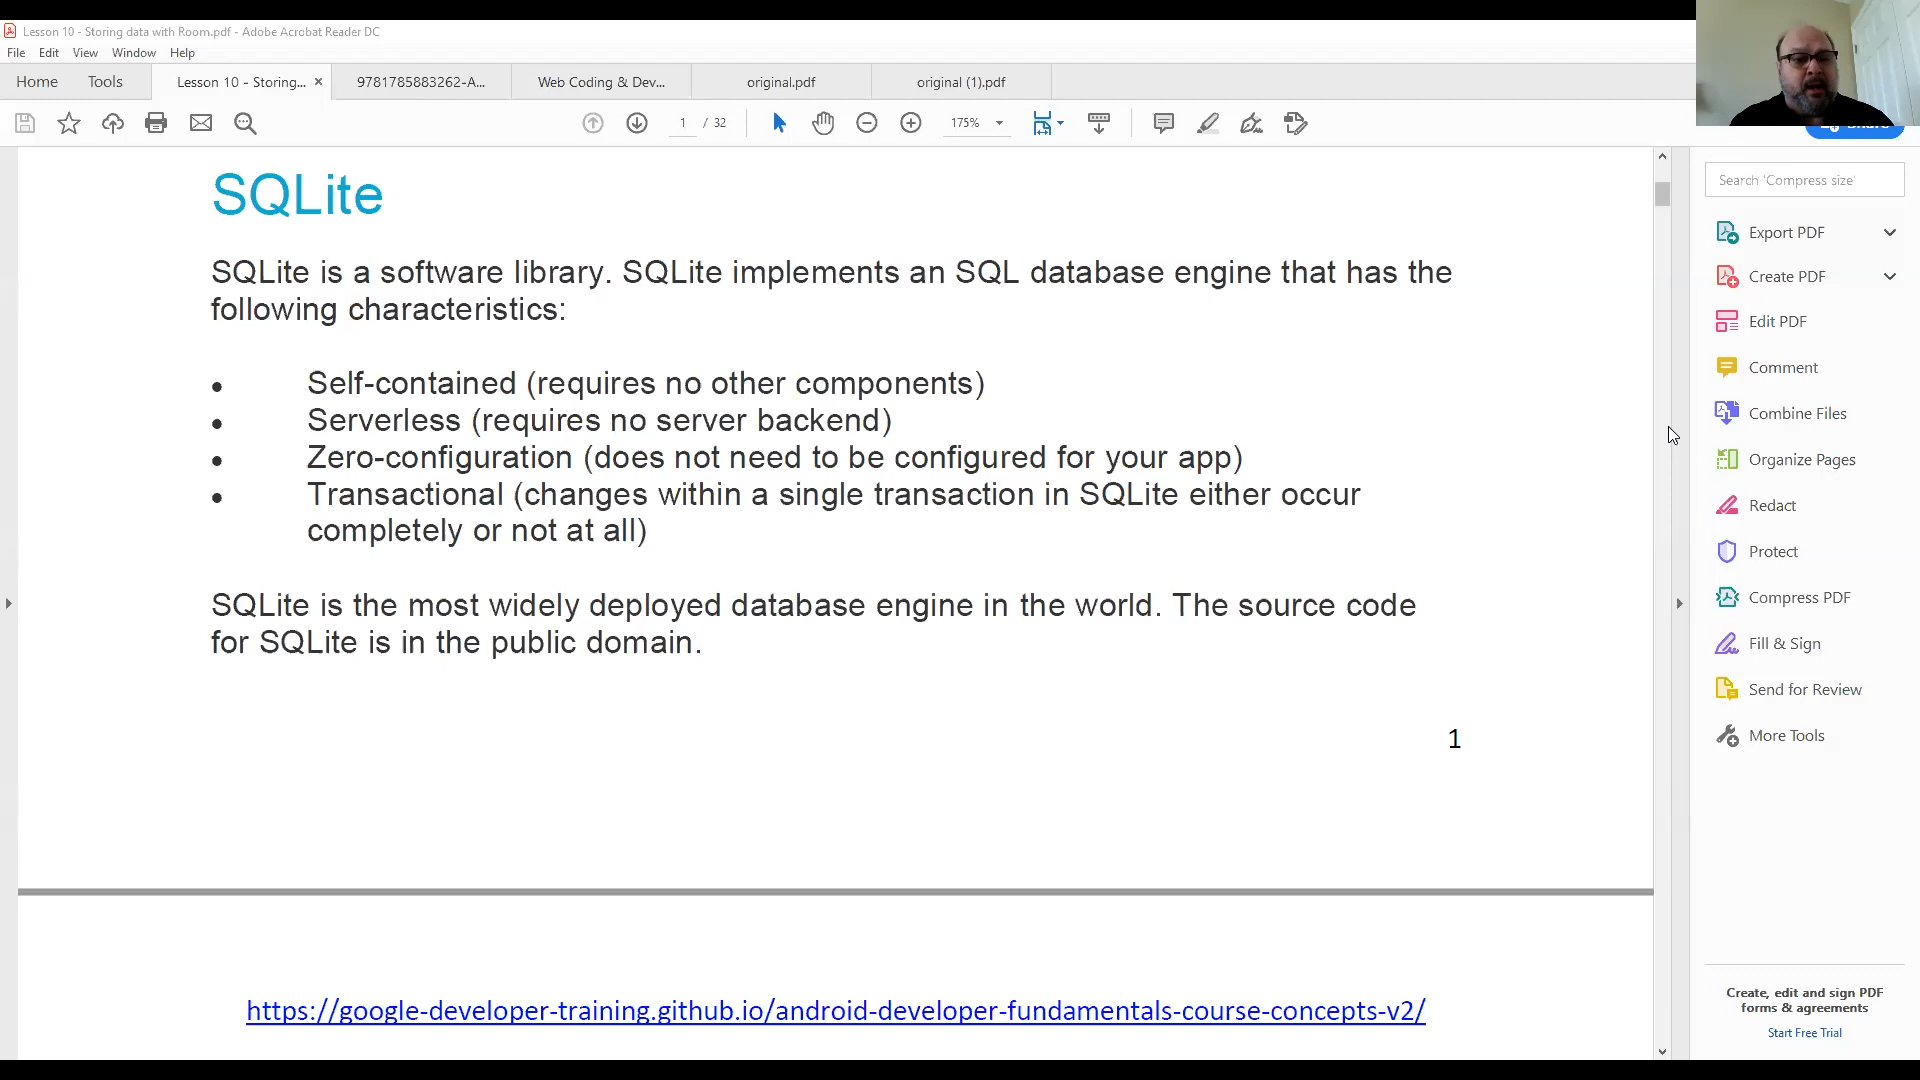 Lesson 10 - Storing data with Room.pdf - Adobe Acrobat Reader DC
File Edit View Window Help
Home Tools Lesson 10 - Storing... × 9781785883262-A... Web Coding & Dev... original.pdf original (1).pdf
1 / 32 175%
Share
SQLite
SQLite is a software library. SQLite implements an SQL database engine that has the
following characteristics:
• Self-contained (requires no other components)
• Serverless (requires no server backend)
• Zero-configuration (does not need to be configured for your app)
• Transactional (changes within a single transaction in SQLite either occur
completely or not at all)
SQLite is the most widely deployed database engine in the world. The source code
for SQLite is in the public domain.
1
https://google-developer-training.github.io/android-developer-fundamentals-course-concepts-v2/
Search 'Compress size'
Export PDF
Create PDF
Edit PDF
Comment
Combine Files
Organize Pages
Redact
Protect
Compress PDF
Fill & Sign
Send for Review
More Tools
Create, edit and sign PDF
forms & agreements
Start Free Trial